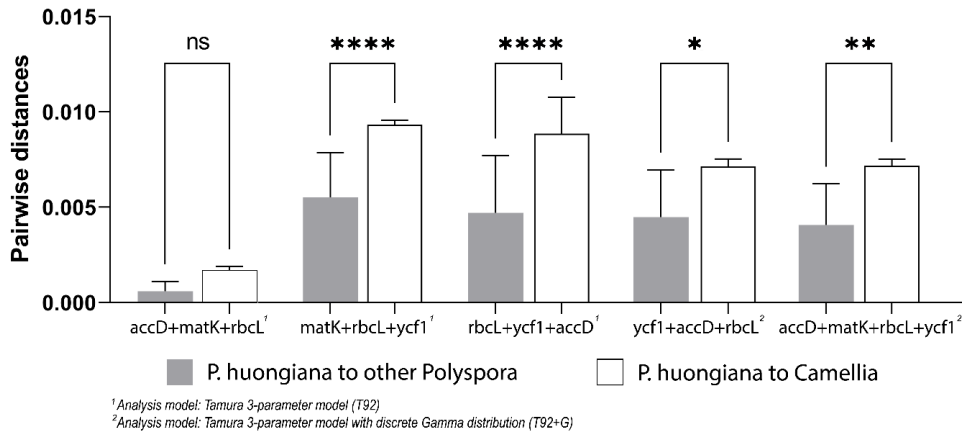 0.015
ns
****
****
*
**
0.010
0.005
0.000
Pairwise distances
accD+matK+rbcL¹
matK+rbcL+ycf1¹
rbcL+ycf1+accD¹
ycf1+accD+rbcL²
accD+matK+rbcL+ycf1²
P. huongiana to other Polyspora
P. huongiana to Camellia
¹Analysis model: Tamura 3-parameter model (T92)
²Analysis model: Tamura 3-parameter model with discrete Gamma distribution (T92+G)